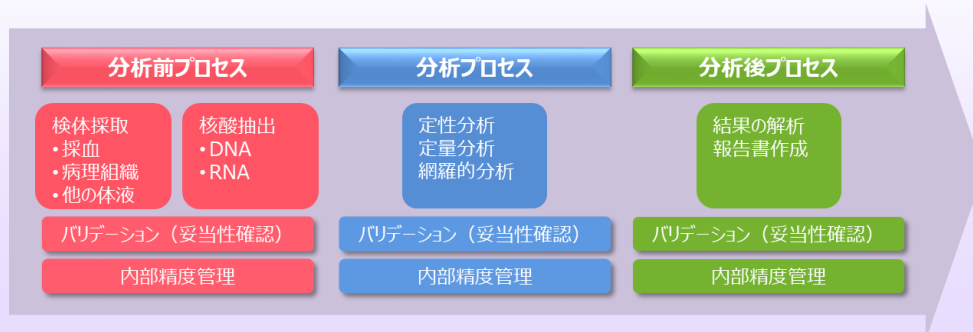 分析前プロセス
検体採取
・採血
・病理組織
・他の体液
核酸抽出
・DNA
・RNA
バリデーション（妥当性確認）
内部精度管理
分析プロセス
定性分析
定量分析
網羅的分析
バリデーション（妥当性確認）
内部精度管理
分析後プロセス
結果の解析
報告書作成
バリデーション（妥当性確認）
内部精度管理